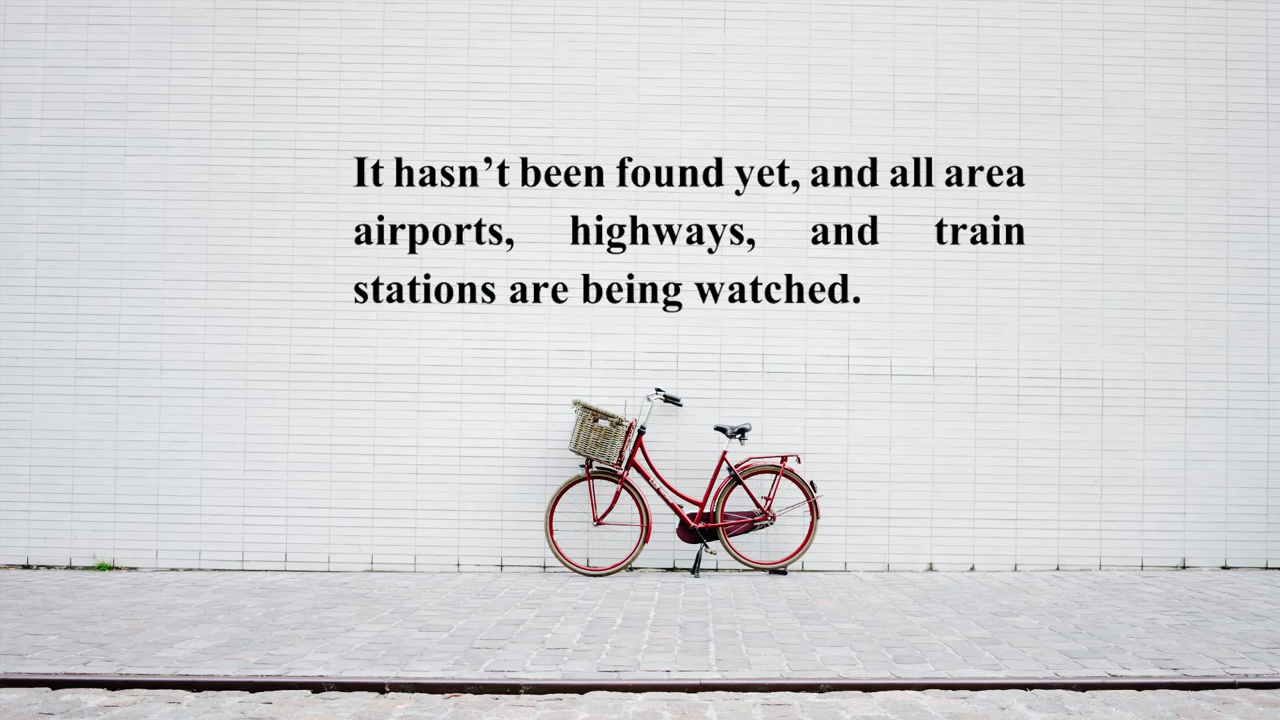 It hasn’t been found yet, and all area
airports, highways, and train
stations are being watched.